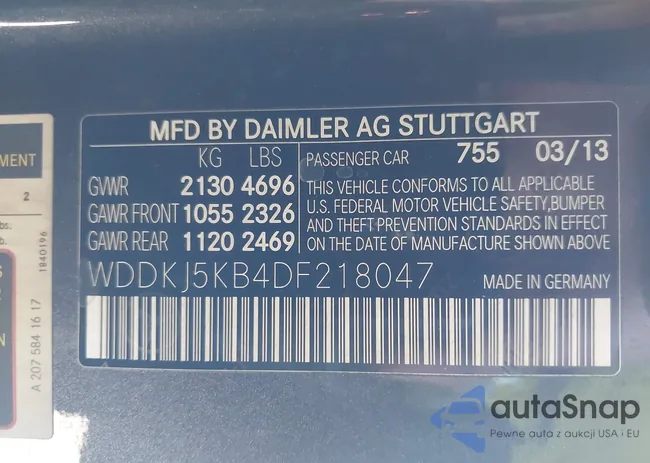 MFD BY DAIMLER AG STUTTGART
KG LBS
PASSENGER CAR 755 03/13
GVWR 2130 4696
GAWR FRONT 1055 2326
GAWR REAR 1120 2469
THIS VEHICLE CONFORMS TO ALL APPLICABLE
U.S. FEDERAL MOTOR VEHICLE SAFETY,BUMPER
AND THEFT PREVENTION STANDARDS IN EFFECT
ON THE DATE OF MANUFACTURE SHOWN ABOVE
WDDKJ5KB4DF218047 MADE IN GERMANY
2
1840196
A 207 584 16 17
autaSnap
Pewne auta z aukcji USA i EU